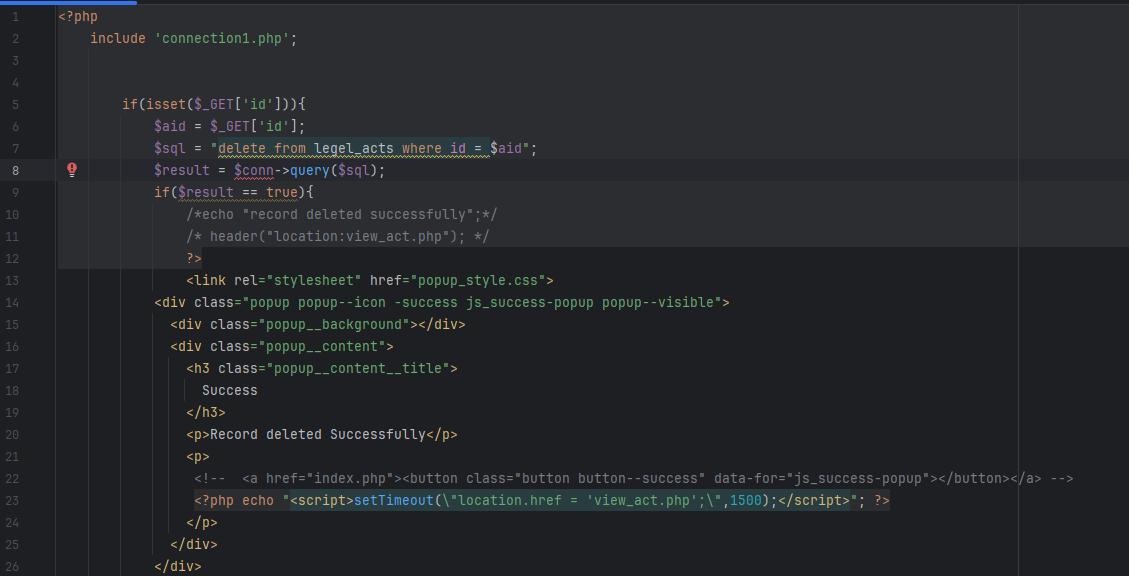 1 <?php
2 include 'connection1.php';
3
4
5 if(isset($_GET['id'])){
6 $aid = $_GET['id'];
7 $sql = "delete from legel_acts where id = $aid";
8 $result = $conn->query($sql);
9 if($result == true){
10 /*echo "record deleted successfully";*/
11 /* header("location:view_act.php"); */
12 ?>
13 <link rel="stylesheet" href="popup_style.css">
14 <div class="popup popup--icon -success js_success-popup popup--visible">
15 <div class="popup__background"></div>
16 <div class="popup__content">
17 <h3 class="popup__content__title">
18 Success
19 </h3>
20 <p>Record deleted Successfully</p>
21 <p>
22 <!--  <a href="index.php"><button class="button button--success" data-for="js_success-popup"></button></a> -->
23 <?php echo "<script>setTimeout(\"location.href = 'view_act.php';\",1500);</script>"; ?>
24 </p>
25 </div>
26 </div>